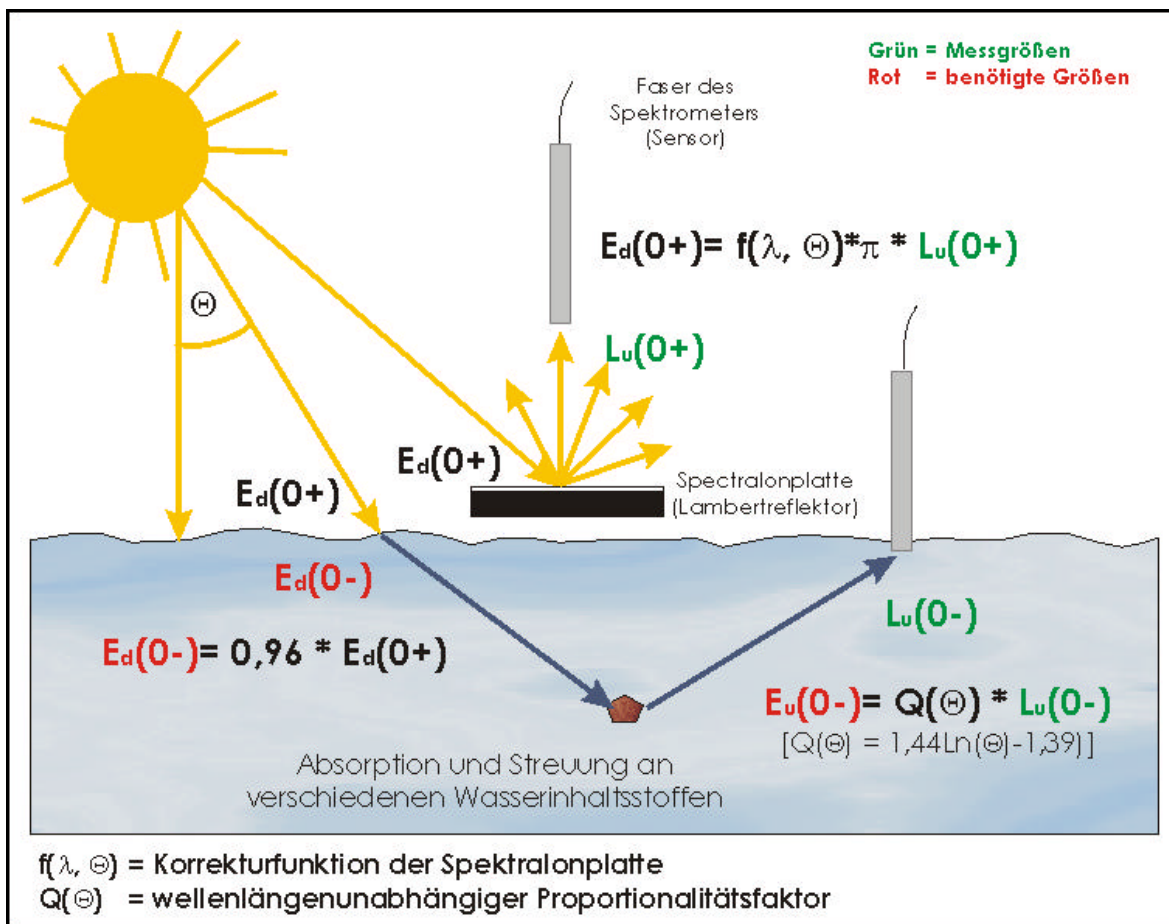 Grün = Messgrößen
Rot = benötigte Größen
Faser des
Spektrometers
(Sensor)
Ed(0+)= f(λ, Θ)*π * Lu(0+)
Θ
Lu(0+)
Ed(0+)
Spectralonplatte
(Lambertreflektor)
Ed(0+)
Ed(0-)
Lu(0-)
Ed(0-)= 0,96 * Ed(0+)
Eu(0-)= Q(Θ) * Lu(0-)
[Q(Θ) = 1,44Ln(Θ)-1,39)]
Absorption und Streuung an
verschiedenen Wasserinhaltsstoffen
f(λ, Θ) = Korrekturfunktion der Spektralonplatte
Q(Θ) = wellenlängenunabhängiger Proportionalitätsfaktor